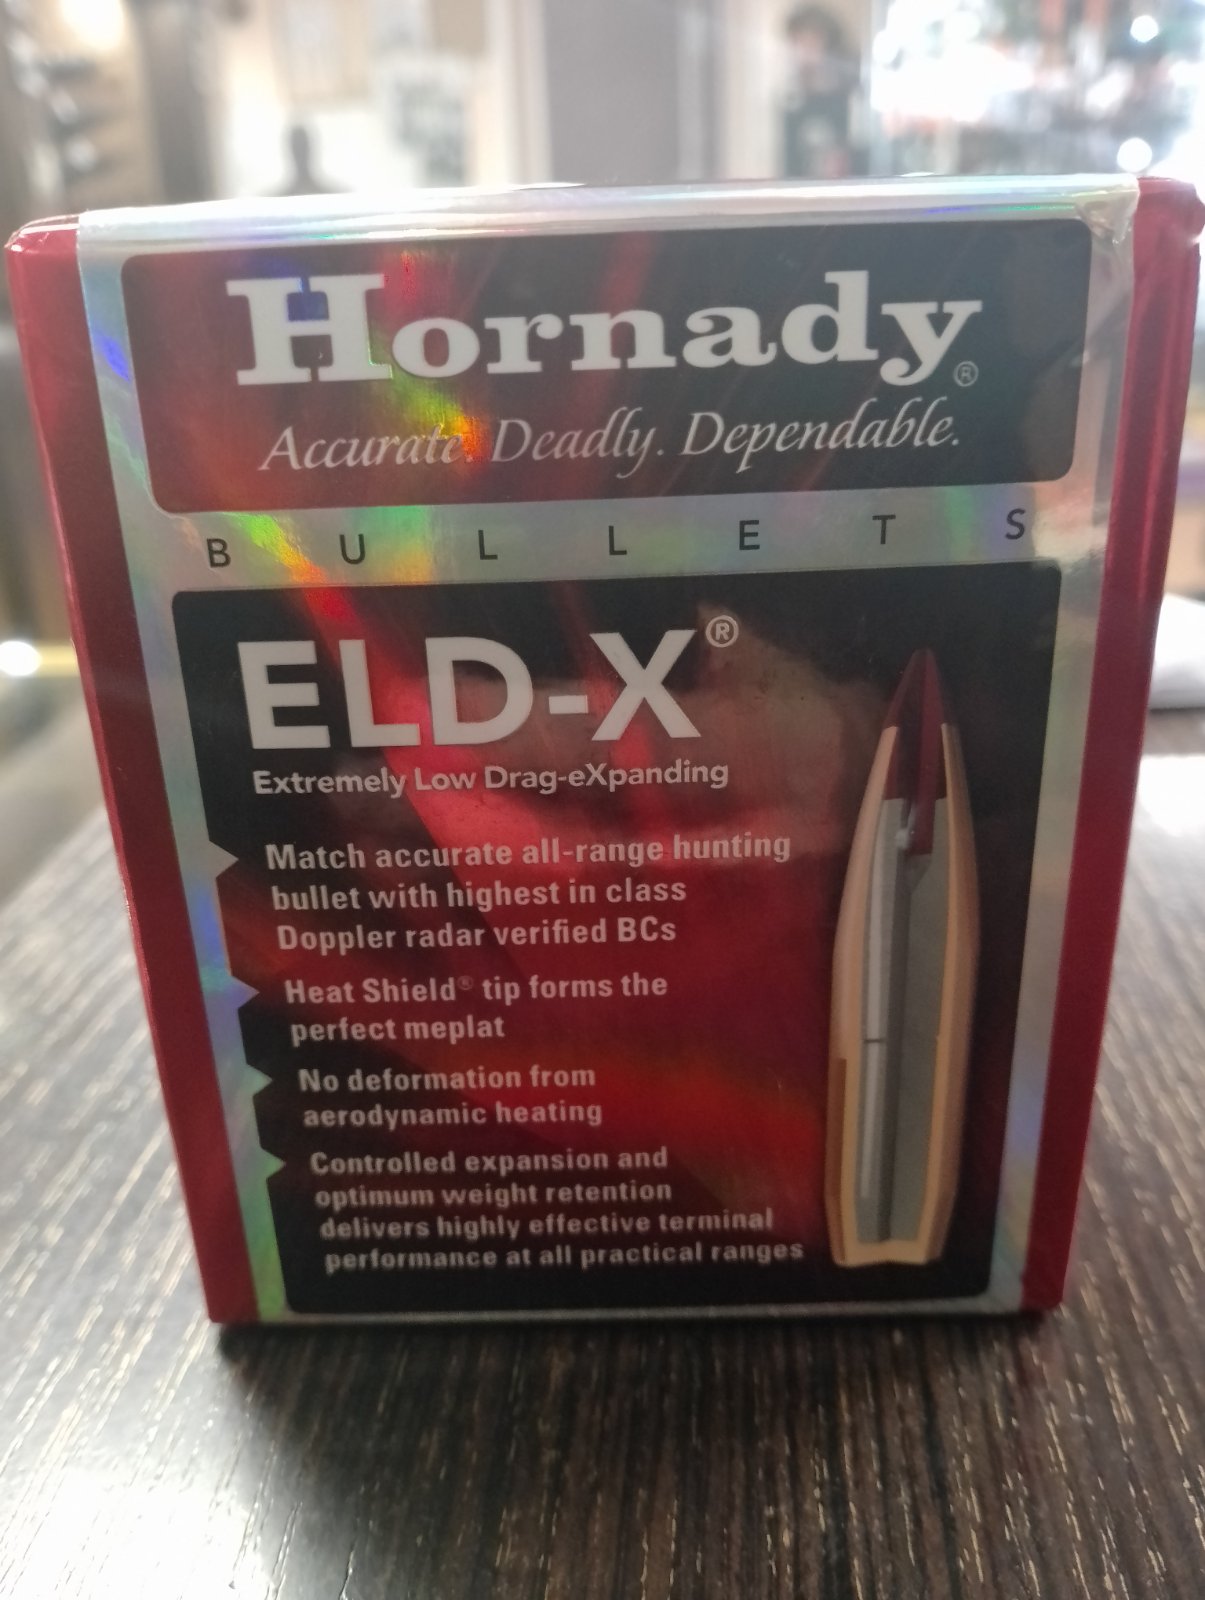 Hornady®
Accurate. Deadly. Dependable.
BULLETS
ELD-X®
Extremely Low Drag-eXpanding
Match accurate all-range hunting
bullet with highest in class
Doppler radar verified BCs
Heat Shield® tip forms the
perfect meplat
No deformation from
aerodynamic heating
Controlled expansion and
optimum weight retention
delivers highly effective terminal
performance at all practical ranges